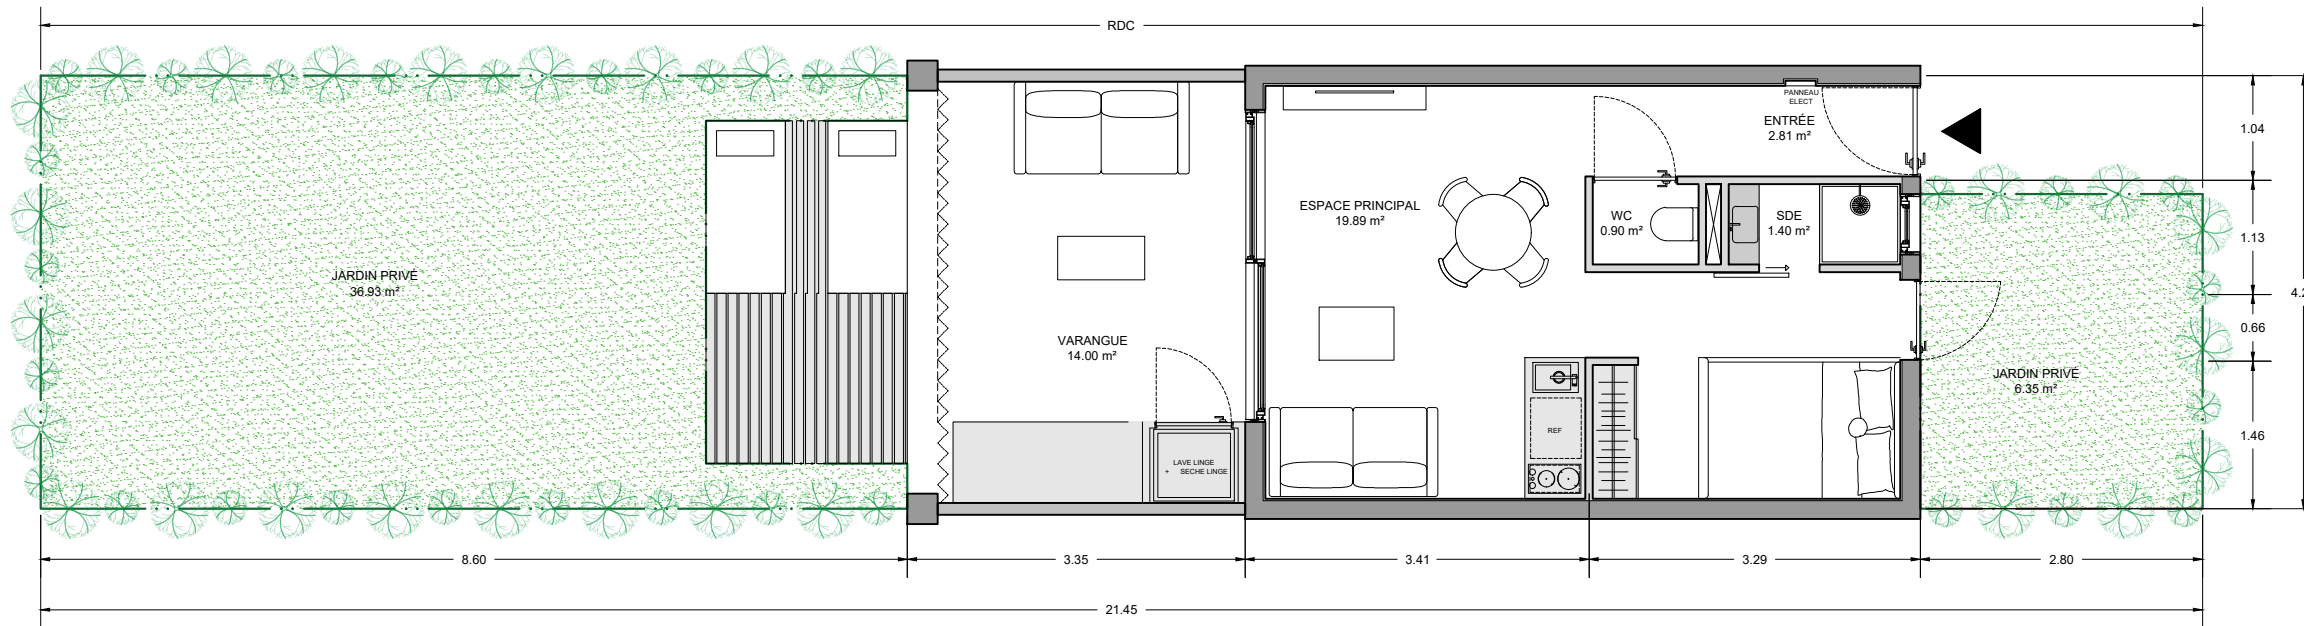 RDC
PANNEAU
ELECT
ENTRÉE
2.81 m²
1.04
ESPACE PRINCIPAL
19.89 m²
WC
0.90 m²
SDE
1.40 m²
1.13
JARDIN PRIVÉ
36.93 m²
4.2
0.66
VARANGUE
14.00 m²
JARDIN PRIVÉ
6.35 m²
REF
1.46
LAVE LINGE
+ SECHE LINGE
8.60
3.35
3.41
3.29
2.80
21.45